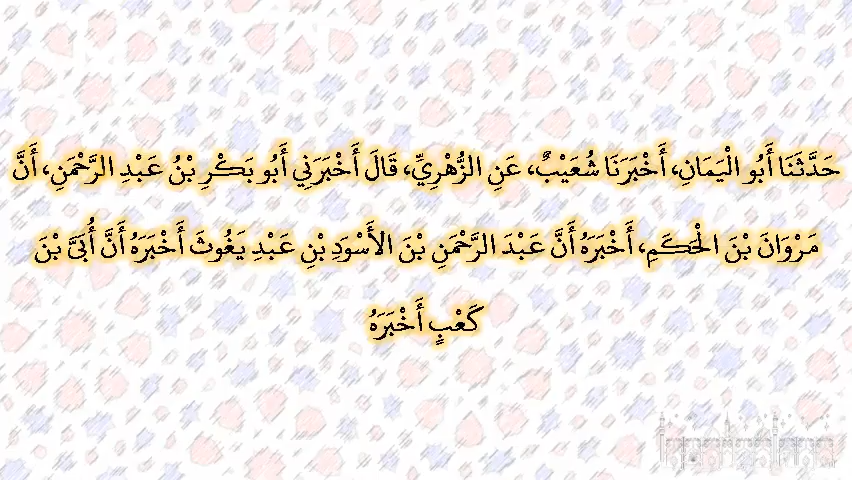 حَدَّثَنَا أَبُو الْيَمَانِ، أَخْبَرَنَا شُعَيْبٌ، عَنِ الزُّهْرِيِّ، قَالَ أَخْبَرَنِي أَبُو بَكْرِ بْنُ عَبْدِ الرَّحْمَنِ، أَنَّ
مَرْوَانَ بْنَ الْحَكَمِ، أَخْبَرَهُ أَنَّ عَبْدَ الرَّحْمَنِ بْنَ الأَسْوَدِ بْنِ عَبْدِ يَغُوثَ أَخْبَرَهُ أَنَّ أُبَىَّ بْنَ
كَعْبٍ أَخْبَرَهُ